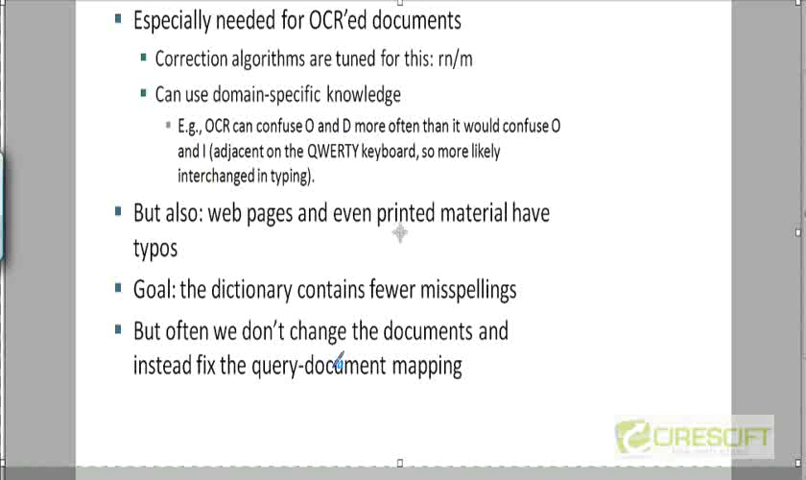 Especially needed for OCR’ed documents
Correction algorithms are tuned for this: rn/m
Can use domain-specific knowledge
E.g., OCR can confuse O and D more often than it would confuse O
and I (adjacent on the QWERTY keyboard, so more likely
interchanged in typing).
But also: web pages and even printed material have
typos
Goal: the dictionary contains fewer misspellings
But often we don’t change the documents and
instead fix the query-document mapping